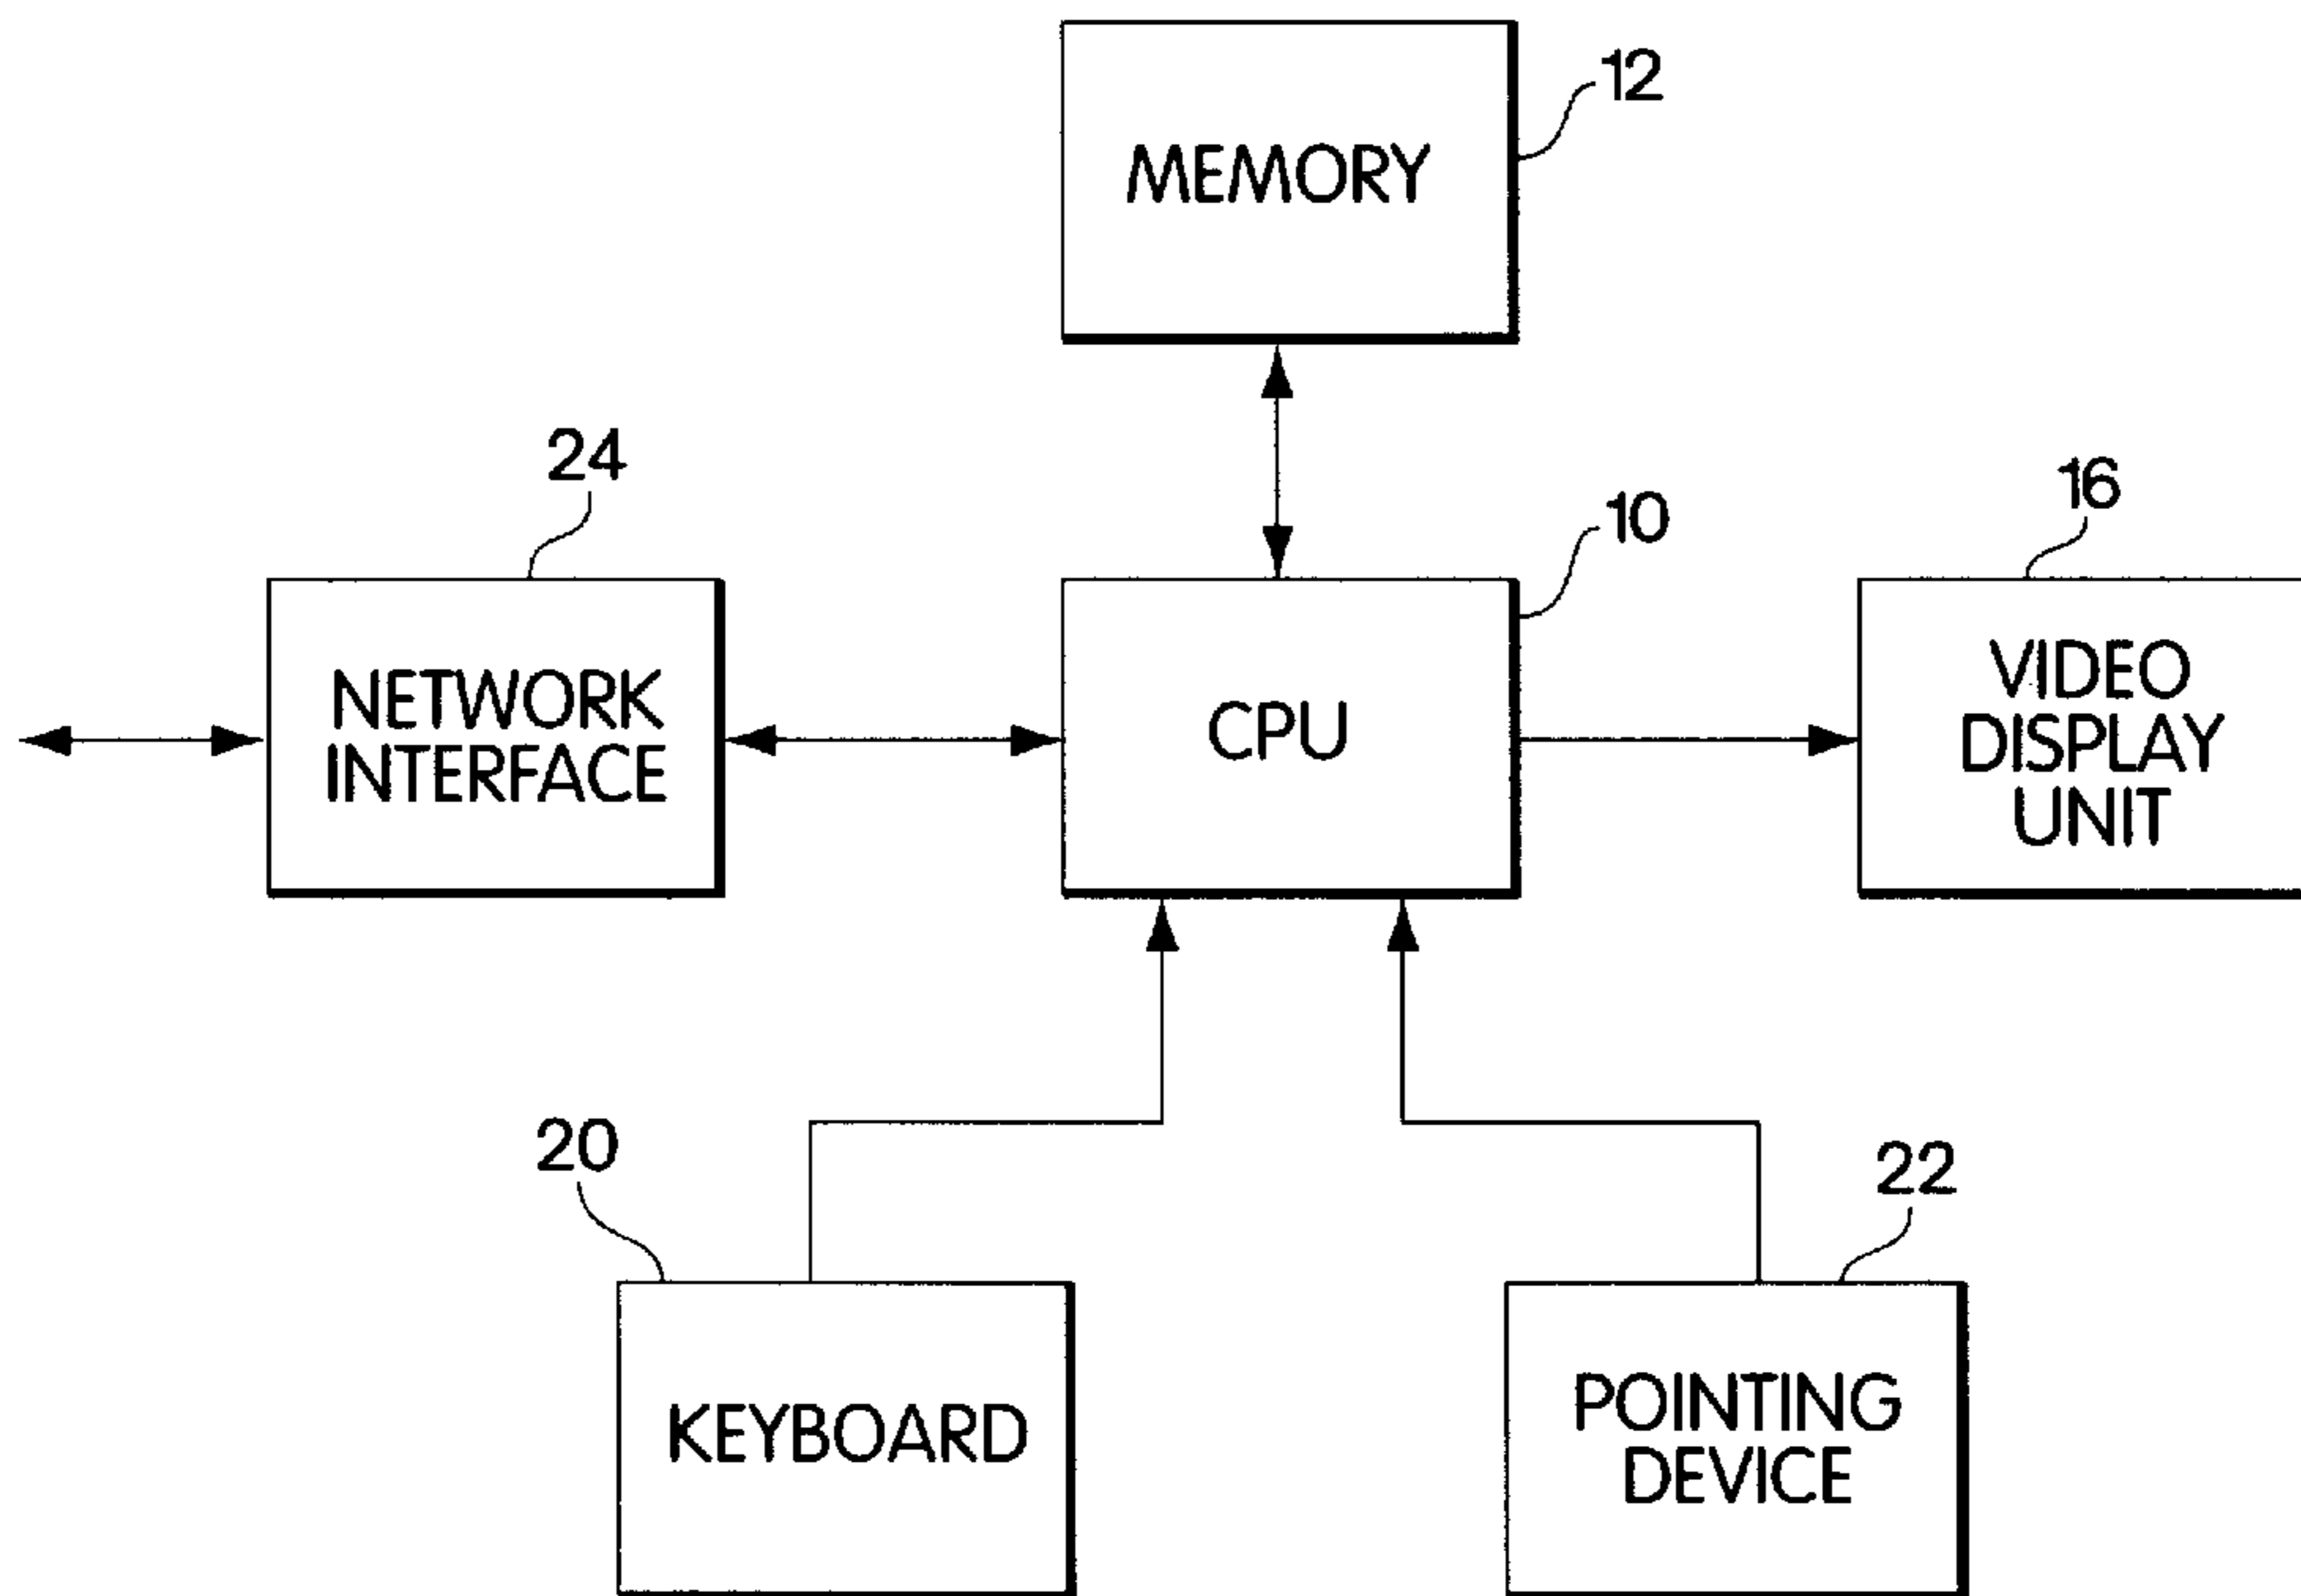 12
MEMORY
24
10
16
NETWORK
INTERFACE
CPU
VIDEO
DISPLAY
UNIT
20
22
KEYBOARD
POINTING
DEVICE